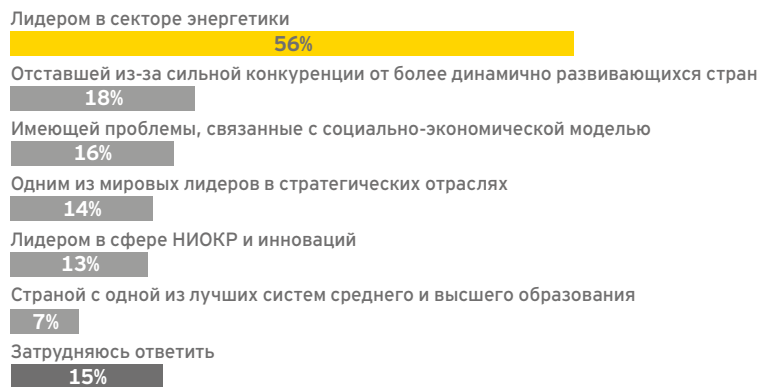 Лидером в секторе энергетики
56%
Отставшей из-за сильной конкуренции от более динамично развивающихся стран
18%
Имеющей проблемы, связанные с социально-экономической моделью
16%
Одним из мировых лидеров в стратегических отраслях
14%
Лидером в сфере НИОКР и инноваций
13%
Страной с одной из лучших систем среднего и высшего образования
7%
Затрудняюсь ответить
15%